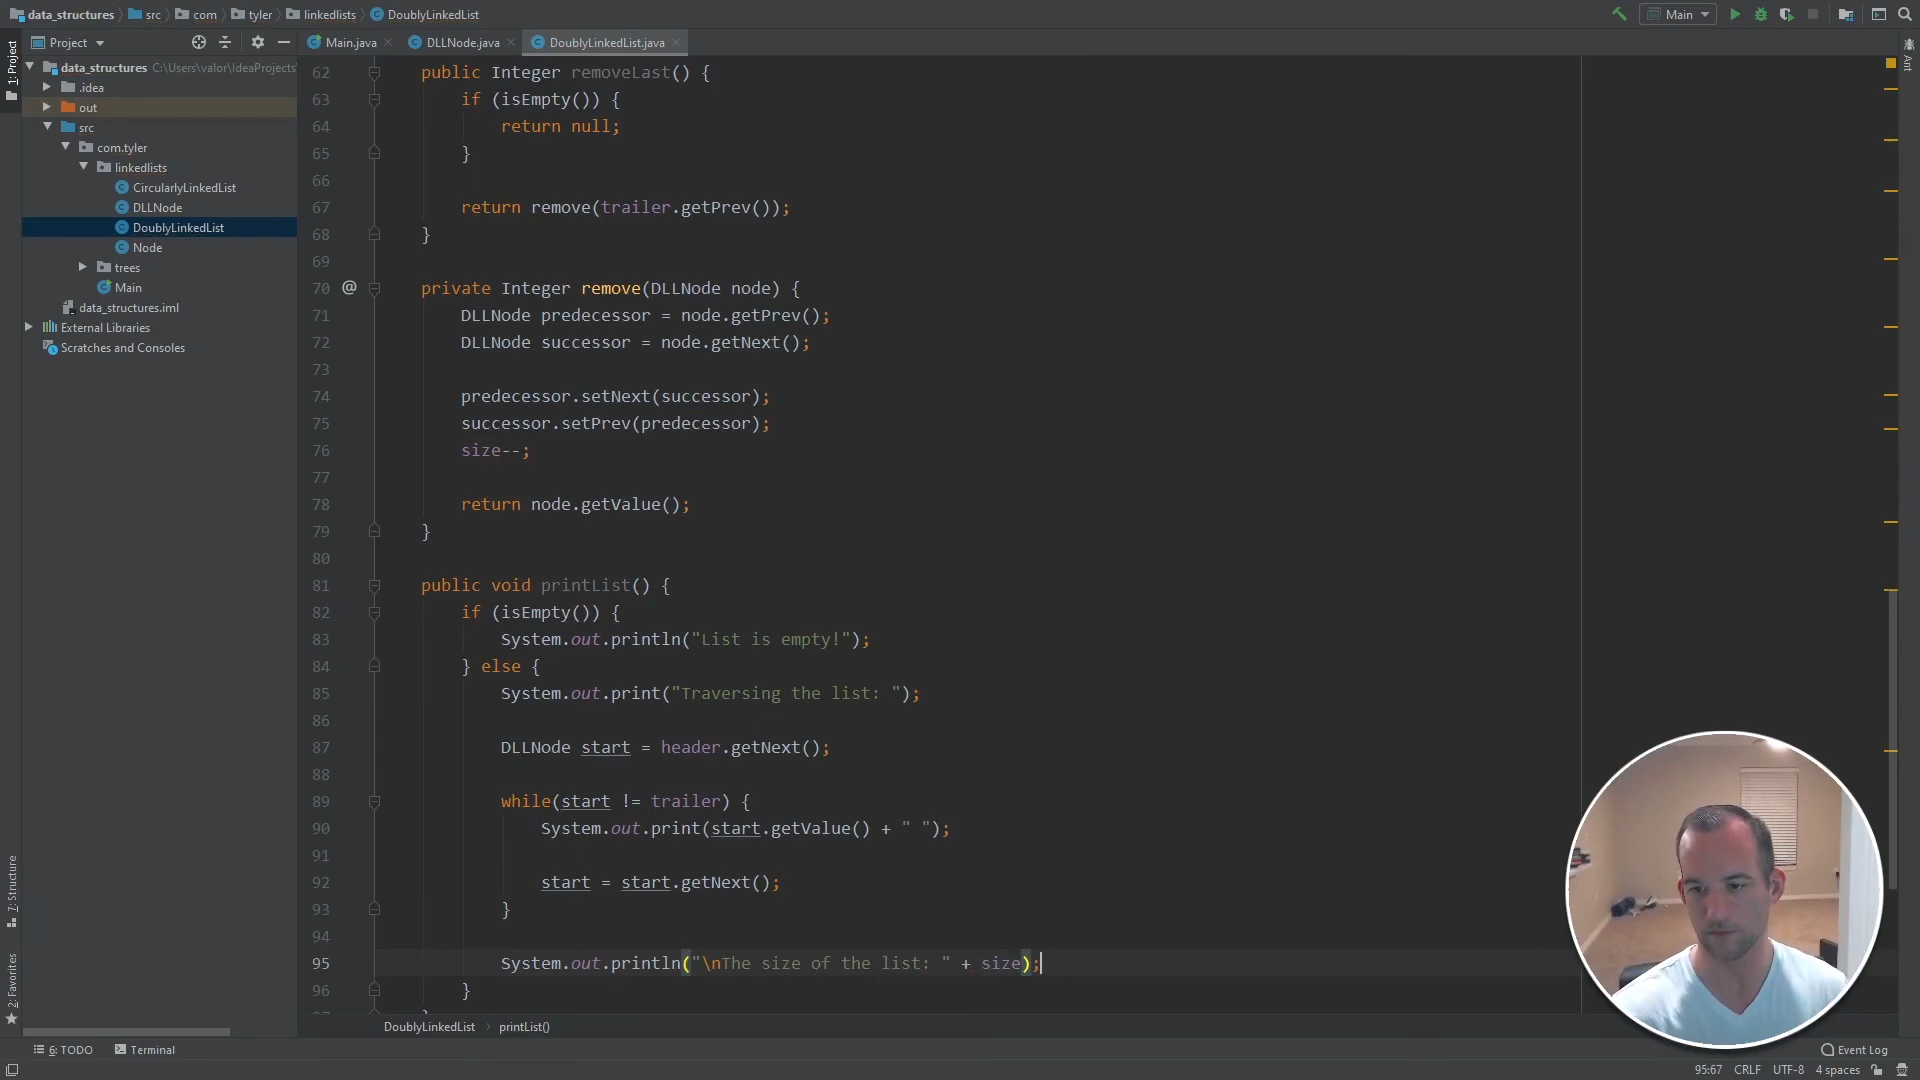 data_structures src com tyler linkedlists DoublyLinkedList Main
Project Main.java DLLNode.java DoublyLinkedList.java
1: Project
Ant
data_structures C:\Users\valor\IdeaProjects
.idea
out
src
com.tyler
linkedlists
CircularlyLinkedList
DLLNode
DoublyLinkedList
Node
trees
Main
data_structures.iml
External Libraries
Scratches and Consoles
62 public Integer removeLast() {
63 if (isEmpty()) {
64 return null;
65 }
66
67 return remove(trailer.getPrev());
68 }
69
70 @ private Integer remove(DLLNode node) {
71 DLLNode predecessor = node.getPrev();
72 DLLNode successor = node.getNext();
73
74 predecessor.setNext(successor);
75 successor.setPrev(predecessor);
76 size--;
77
78 return node.getValue();
79 }
80
81 public void printList() {
82 if (isEmpty()) {
83 System.out.println("List is empty!");
84 } else {
85 System.out.print("Traversing the list: ");
86
87 DLLNode start = header.getNext();
88
89 while(start != trailer) {
90 System.out.print(start.getValue() + " ");
91
92 start = start.getNext();
93 }
94
95 System.out.println("\nThe size of the list: " + size);
96 }
7: Structure
2: Favorites
DoublyLinkedList printList()
6: TODO Terminal Event Log
95:67 CRLF UTF-8 4 spaces